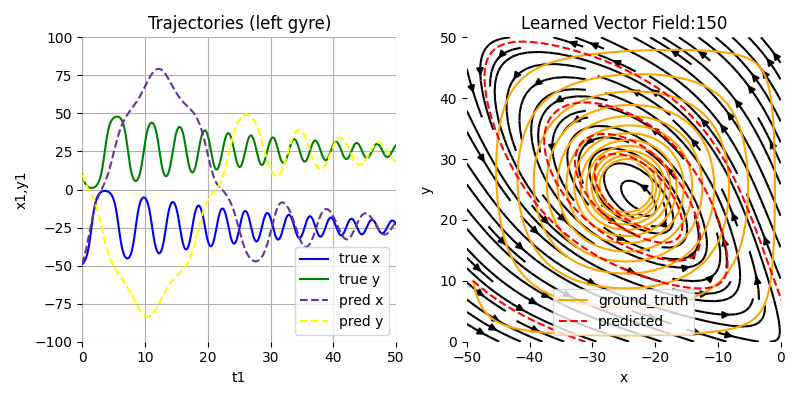 Trajectories (left gyre)
100
75
50
25
0
−25
−50
−75
−100
x1,y1
0 10 20 30 40 50
t1
true x
true y
pred x
pred y
Learned Vector Field:150
50
40
30
20
10
0
y
−50 −40 −30 −20 −10 0
x
ground_truth
predicted